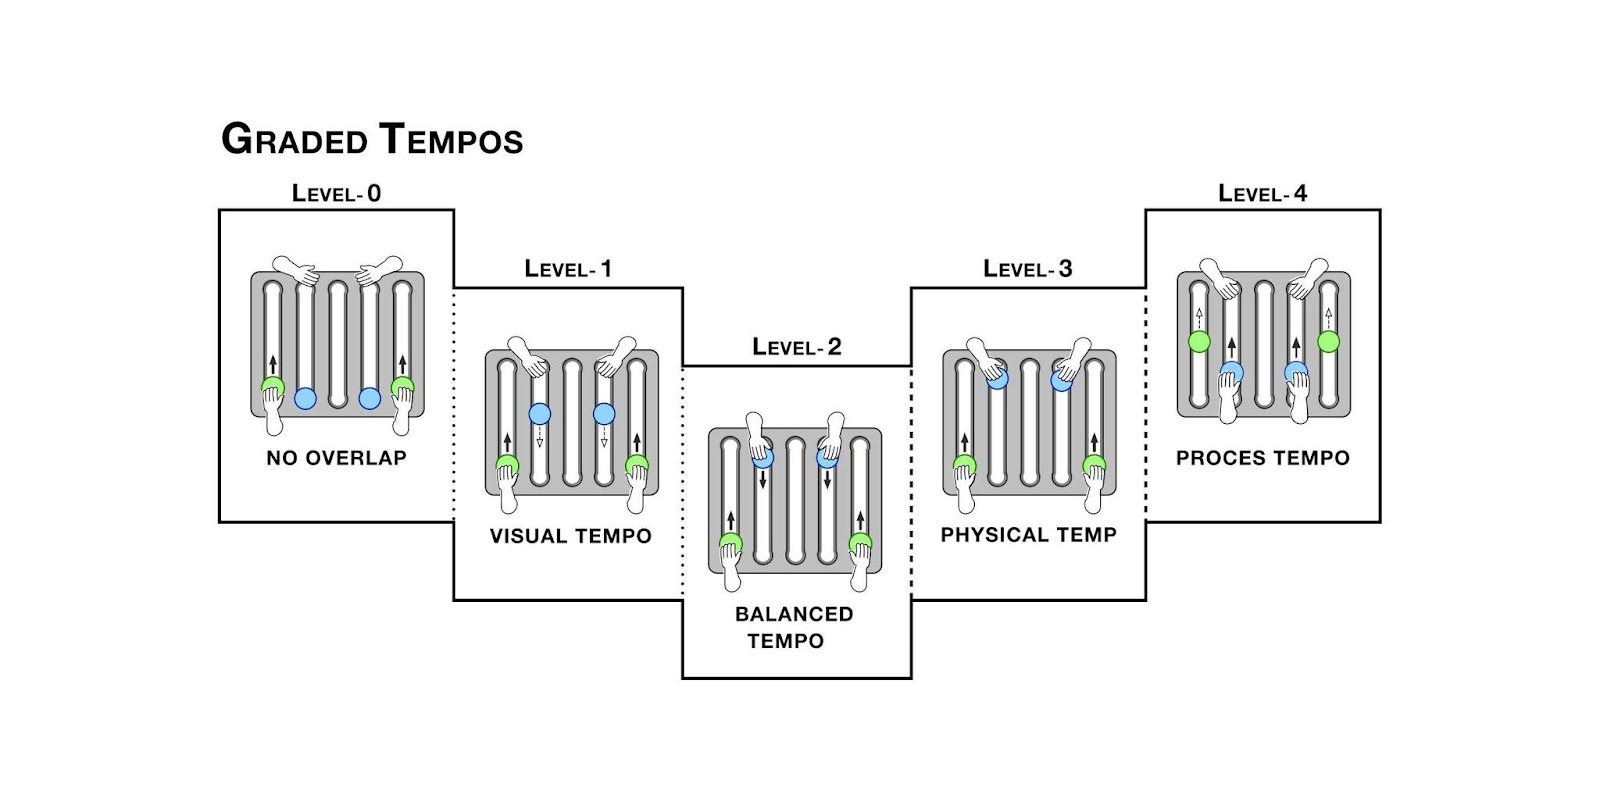 GRADED TEMPOS
LEVEL-0
LEVEL-4
LEVEL-1
LEVEL-3
LEVEL-2
NO OVERLAP
PROCES TEMPO
VISUAL TEMPO
PHYSICAL TEMP
BALANCED
TEMPO